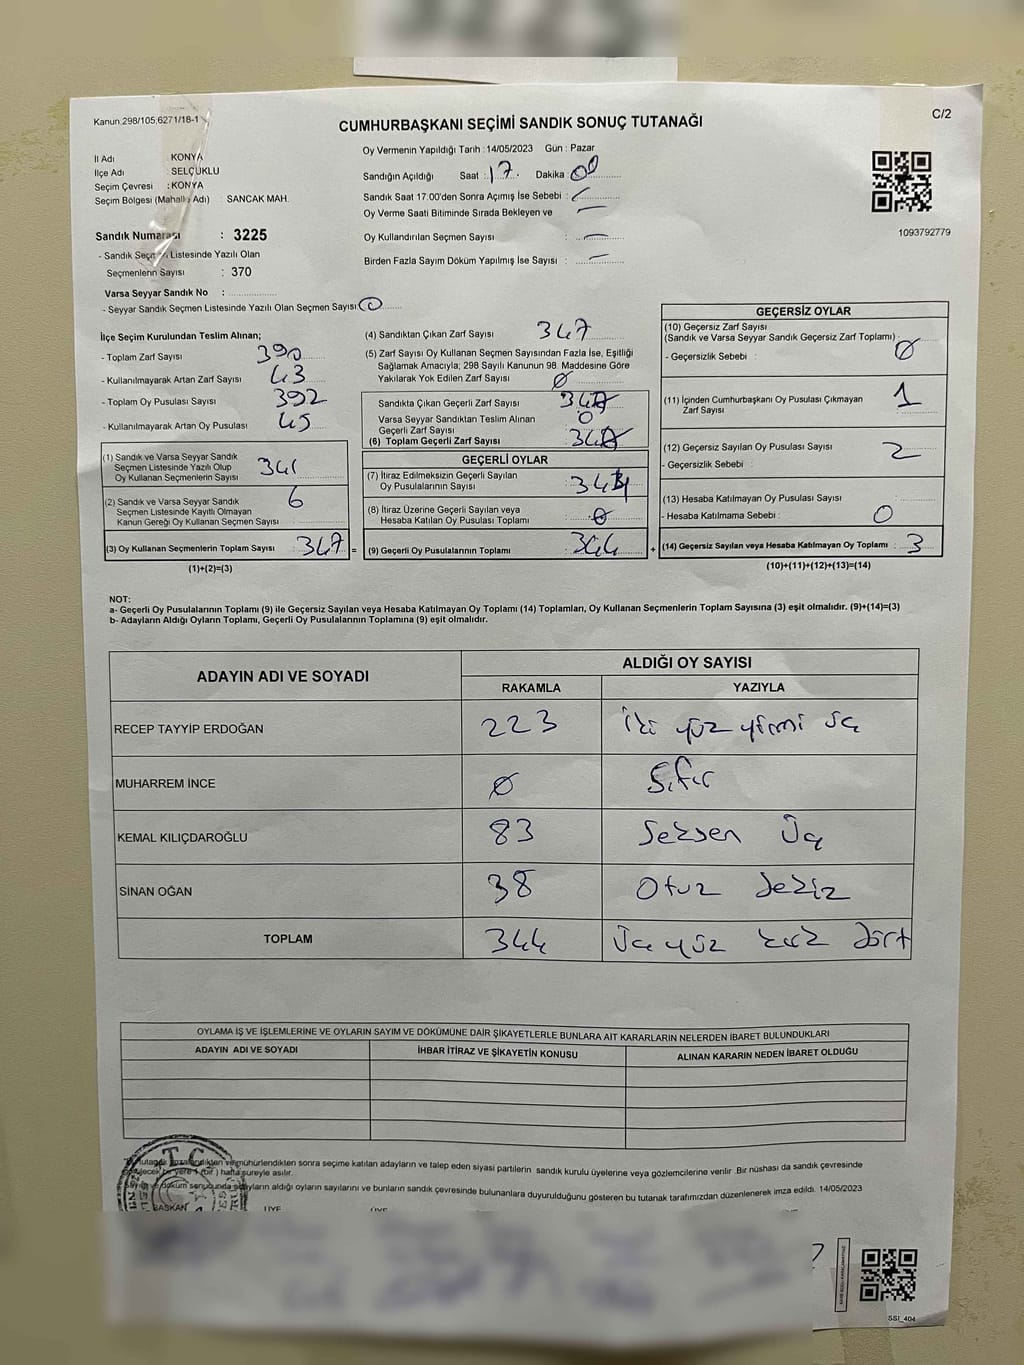 3225
Kanun 298/105,6271/18-1
C/2
CUMHURBAŞKANI SEÇİMİ SANDIK SONUÇ TUTANAĞI
Oy Vermenin Yapıldığı Tarih : 14/05/2023 Gün : Pazar
İl Adı : KONYA
İlçe Adı : SELÇUKLU
Seçim Çevresi : KONYA
Seçim Bölgesi (Mahalle Adı) : SANCAK MAH.
Sandık Numarası : 3225
- Sandık Listesinde Yazılı Olan
Seçmenlerin Sayısı : 370
Varsa Seyyar Sandık No :
- Seyyar Sandık Seçmen Listesinde Yazılı Olan Seçmen Sayısı 0
Sandığın Açıldığı Saat : 17 Dakika : 00
Sandık Saat 17.00'den Sonra Açımış İse Sebebi : -
Oy Verme Saati Bitiminde Sırada Bekleyen ve -
Oy Kullandırılan Seçmen Sayısı : -
Birden Fazla Sayım Döküm Yapılmış İse Sayısı : -
1093792779
İlçe Seçim Kurulundan Teslim Alınan;
- Toplam Zarf Sayısı 390
- Kullanılmayarak Artan Zarf Sayısı 43
- Toplam Oy Pusulası Sayısı 392
- Kullanılmayarak Artan Oy Pusulası 45
(1) Sandık ve Varsa Seyyar Sandık
Seçmen Listesinde Yazılı Olup
Oy Kullanan Seçmenlerin Sayısı 341
(2) Sandık ve Varsa Seyyar Sandık
Seçmen Listesinde Kayıtlı Olmayan
Kanun Gereği Oy Kullanan Seçmen Sayısı 6
(3) Oy Kullanan Seçmenlerin Toplam Sayısı : 347 =
(1)+(2)=(3)
(4) Sandıktan Çıkan Zarf Sayısı 347
(5) Zarf Sayısı Oy Kullanan Seçmen Sayısından Fazla İse, Eşitliği
Sağlamak Amacıyla; 298 Sayılı Kanunun 98. Maddesine Göre
Yakılarak Yok Edilen Zarf Sayısı 0
Sandıkta Çıkan Geçerli Zarf Sayısı 347
Varsa Seyyar Sandıktan Teslim Alınan
Geçerli Zarf Sayısı 0
(6) Toplam Geçerli Zarf Sayısı 347
GEÇERLİ OYLAR
(7) İtiraz Edilmeksizin Geçerli Sayılan
Oy Pusulalarının Sayısı 344
(8) İtiraz Üzerine Geçerli Sayılan veya
Hesaba Katılan Oy Pusulası Toplamı : 0
(9) Geçerli Oy Pusulalarının Toplamı 344 +
GEÇERSİZ OYLAR
(10) Geçersiz Zarf Sayısı
(Sandık ve Varsa Seyyar Sandık Geçersiz Zarf Toplamı) 0
- Geçersizlik Sebebi :
(11) İçinden Cumhurbaşkanı Oy Pusulası Çıkmayan
Zarf Sayısı 1
(12) Geçersiz Sayılan Oy Pusulası Sayısı 2
- Geçersizlik Sebebi :
(13) Hesaba Katılmayan Oy Pusulası Sayısı
- Hesaba Katılmama Sebebi : 0
(14) Geçersiz Sayılan veya Hesaba Katılmayan Oy Toplamı : 3
(10)+(11)+(12)+(13)=(14)
NOT:
a- Geçerli Oy Pusulalarının Toplamı (9) ile Geçersiz Sayılan veya Hesaba Katılmayan Oy Toplamı (14) Toplamları, Oy Kullanan Seçmenlerin Toplam Sayısına (3) eşit olmalıdır. (9)+(14)=(3)
b- Adayların Aldığı Oyların Toplamı, Geçerli Oy Pusulalarının Toplamına (9) eşit olmalıdır.
ADAYIN ADI VE SOYADI
ALDIĞI OY SAYISI
RAKAMLA YAZIYLA
RECEP TAYYİP ERDOĞAN 223 İki yüz yirmi üç
MUHARREM İNCE 0 Sıfır
KEMAL KILIÇDAROĞLU 83 Seksen Üç
SİNAN OĞAN 38 Otuz Sekiz
TOPLAM 344 Üç yüz kırk Dört
OYLAMA İŞ VE İŞLEMLERİNE VE OYLARIN SAYIM VE DÖKÜMÜNE DAİR ŞİKAYETLERLE BUNLARA AİT KARARLARIN NELERDEN İBARET BULUNDUKLARI
ADAYIN ADI VE SOYADI İHBAR İTİRAZ VE ŞİKAYETİN KONUSU ALINAN KARARIN NEDEN İBARET OLDUĞU
T.C.
ve mühürlendikten sonra seçime katılan adayların ve talep eden siyasi partilerin sandık kurulu üyelerine veya gözlemcilerine verilir. Bir nüshası da sandık çevresinde
hafta süreyle asılır.
döküm sonucunda adayların aldığı oyların sayılarını ve bunların sandık çevresinde bulunanlara duyurulduğunu gösteren bu tutanak tarafımızdan düzenlenerek imza edildi. 14/05/2023
BAŞKAN ÜYE ÜYE
SSI_404